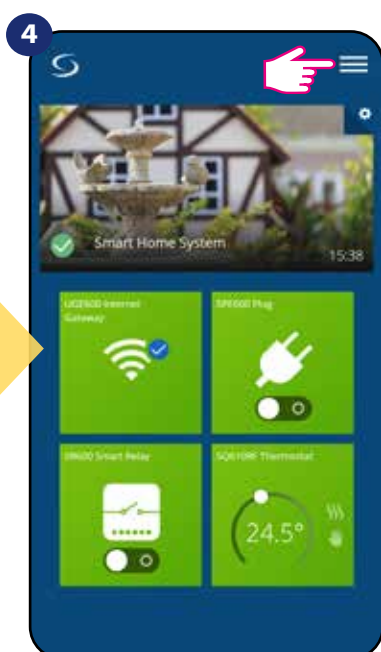 4
Smart Home System
15:38
UGE600 Internet
Gateway
SPE600 Plug
SR600 Smart Relay
SQ610RF Thermostat
24.5°